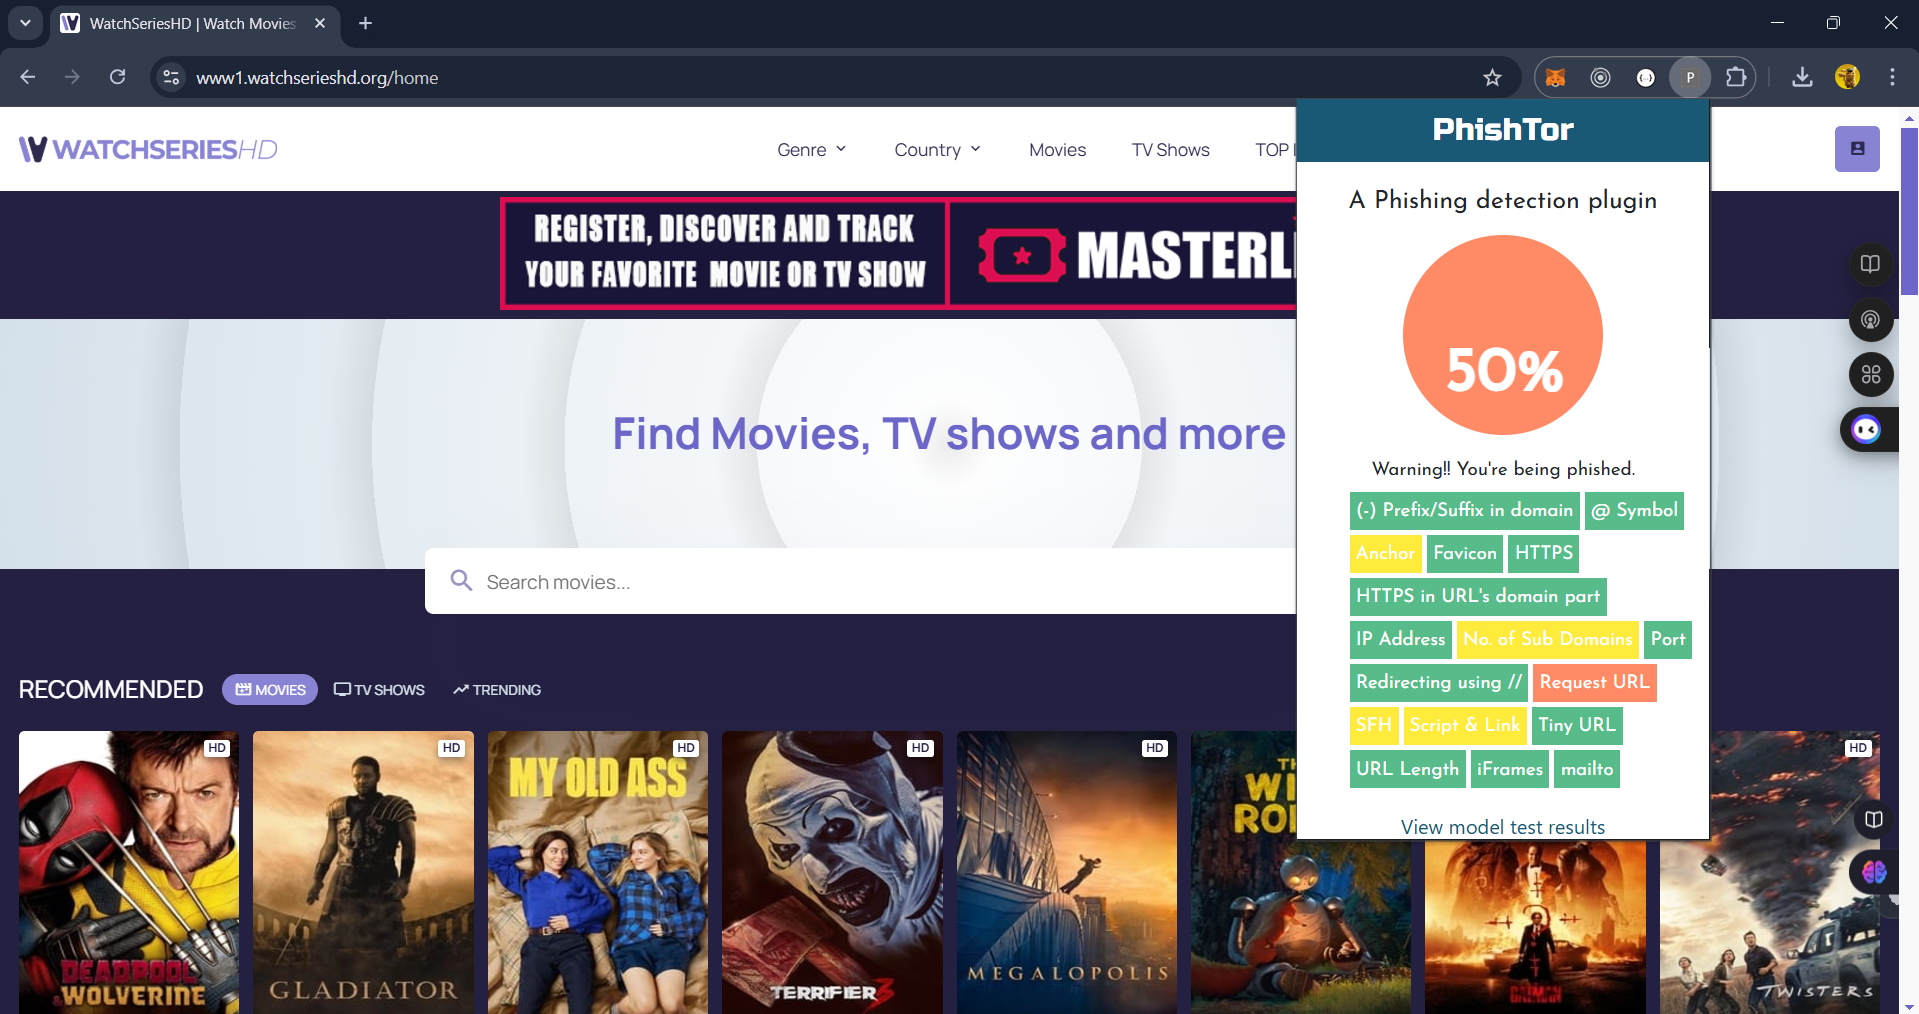 WatchSeriesHD | Watch Movies
www1.watchserieshd.org/home
P
WATCHSERIESHD
Genre
Country
Movies
TV Shows
TOP
REGISTER, DISCOVER AND TRACK
YOUR FAVORITE MOVIE OR TV SHOW
MASTERL
Find Movies, TV shows and more
Search movies...
RECOMMENDED
MOVIES
TV SHOWS
TRENDING
HD
HD
HD
HD
HD
HD
DEADPOOL
& WOLVERINE
GLADIATOR
MY OLD ASS
TERRIFIER 3
MEGALOPOLIS
TH
WI
RO
BATMAN
TWISTERS
PhishTor
A Phishing detection plugin
50%
Warning!! You're being phished.
(-) Prefix/Suffix in domain @ Symbol
Anchor Favicon HTTPS
HTTPS in URL's domain part
IP Address No. of Sub Domains Port
Redirecting using // Request URL
SFH Script & Link Tiny URL
URL Length iFrames mailto
View model test results